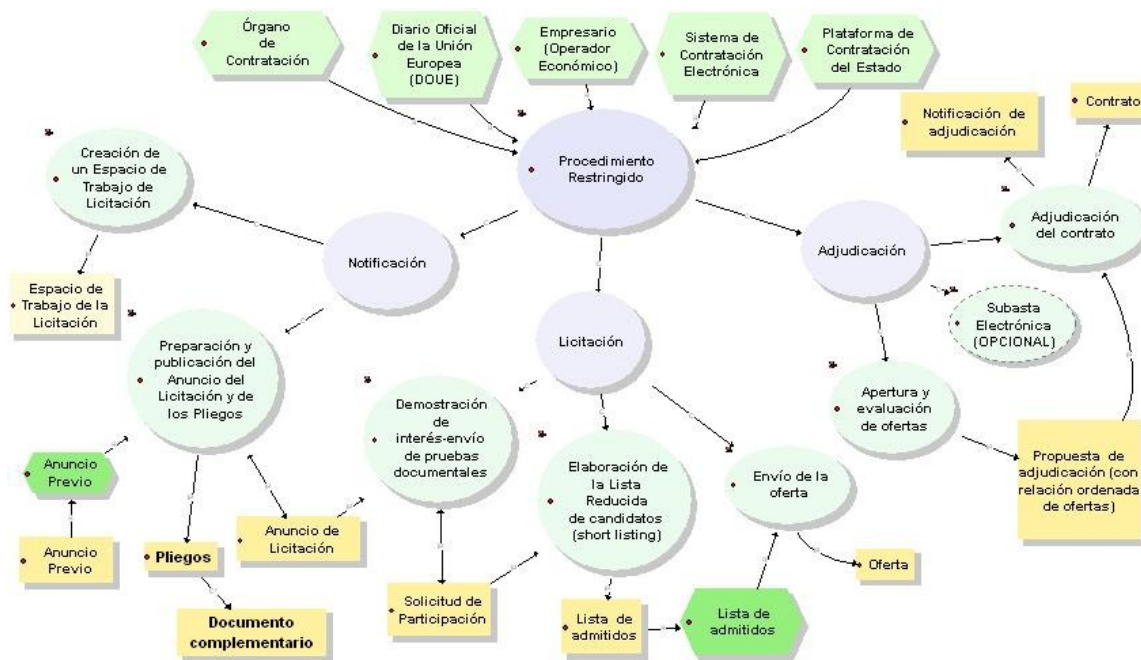 Órgano
de
Contratación
Diario Oficial
de la Unión
Europea
(DOUE)
Empresario
(Operador
Económico)
Sistema de
Contratación
Electrónica
Plataforma de
Contratación
del Estado
Notificación de
adjudicación
Contrato
Creación de
un Espacio de
Trabajo de
Licitación
Procedimiento
Restringido
Adjudicación
del contrato
Notificación
Adjudicación
Espacio de
Trabajo de la
Licitación
Subasta
Electrónica
(OPCIONAL)
Licitación
Preparación y
publicación del
Anuncio del
Licitación y de
los Pliegos
Demostración
de
interés-envío
de pruebas
documentales
Apertura y
evaluación
de ofertas
Anuncio
Previo
Elaboración de
la Lista
Reducida
de candidatos
(short listing)
Envío de la
oferta
Propuesta de
adjudicación (con
relación ordenada
de ofertas)
Anuncio
Previo
Pliegos
Anuncio de
Licitación
Oferta
Solicitud de
Participación
Lista de
admitidos
Lista de
admitidos
Documento
complementario